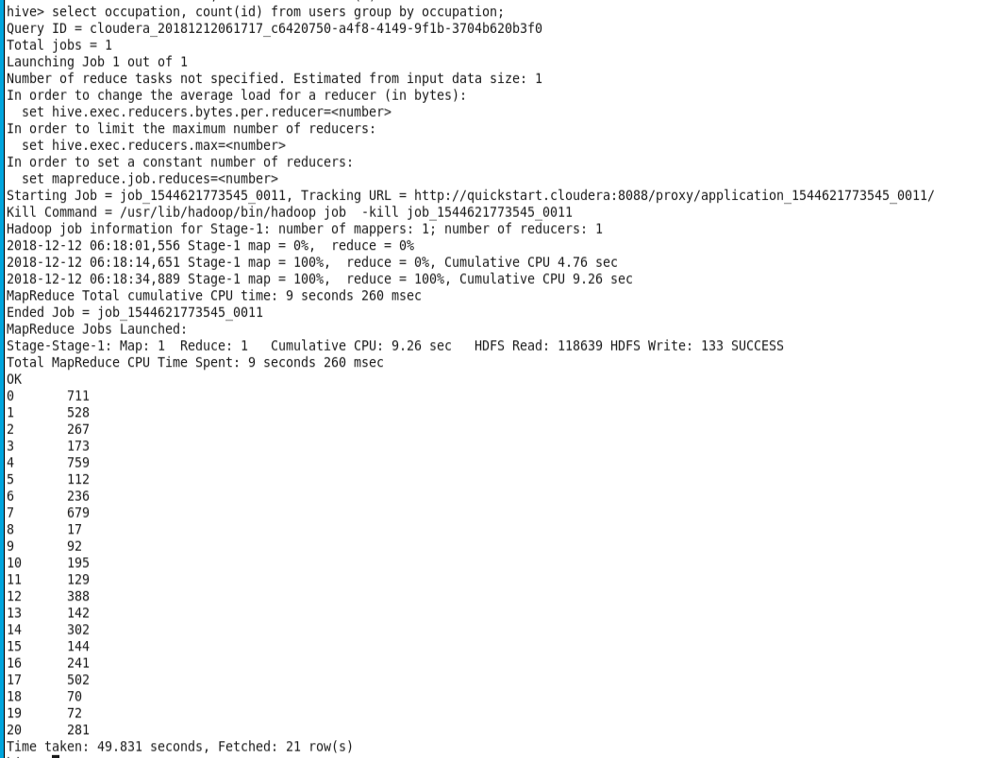 hive> select occupation, count(id) from users group by occupation;
Query ID = cloudera_20181212061717_c6420750-a4f8-4149-9f1b-3704b620b3f0
Total jobs = 1
Launching Job 1 out of 1
Number of reduce tasks not specified. Estimated from input data size: 1
In order to change the average load for a reducer (in bytes):
  set hive.exec.reducers.bytes.per.reducer=<number>
In order to limit the maximum number of reducers:
  set hive.exec.reducers.max=<number>
In order to set a constant number of reducers:
  set mapreduce.job.reduces=<number>
Starting Job = job_1544621773545_0011, Tracking URL = http://quickstart.cloudera:8088/proxy/application_1544621773545_0011/
Kill Command = /usr/lib/hadoop/bin/hadoop job  -kill job_1544621773545_0011
Hadoop job information for Stage-1: number of mappers: 1; number of reducers: 1
2018-12-12 06:18:01,556 Stage-1 map = 0%,  reduce = 0%
2018-12-12 06:18:14,651 Stage-1 map = 100%,  reduce = 0%, Cumulative CPU 4.76 sec
2018-12-12 06:18:34,889 Stage-1 map = 100%,  reduce = 100%, Cumulative CPU 9.26 sec
MapReduce Total cumulative CPU time: 9 seconds 260 msec
Ended Job = job_1544621773545_0011
MapReduce Jobs Launched:
Stage-Stage-1: Map: 1  Reduce: 1   Cumulative CPU: 9.26 sec   HDFS Read: 118639 HDFS Write: 133 SUCCESS
Total MapReduce CPU Time Spent: 9 seconds 260 msec
OK
0	711
1	528
2	267
3	173
4	759
5	112
6	236
7	679
8	17
9	92
10	195
11	129
12	388
13	142
14	302
15	144
16	241
17	502
18	70
19	72
20	281
Time taken: 49.831 seconds, Fetched: 21 row(s)